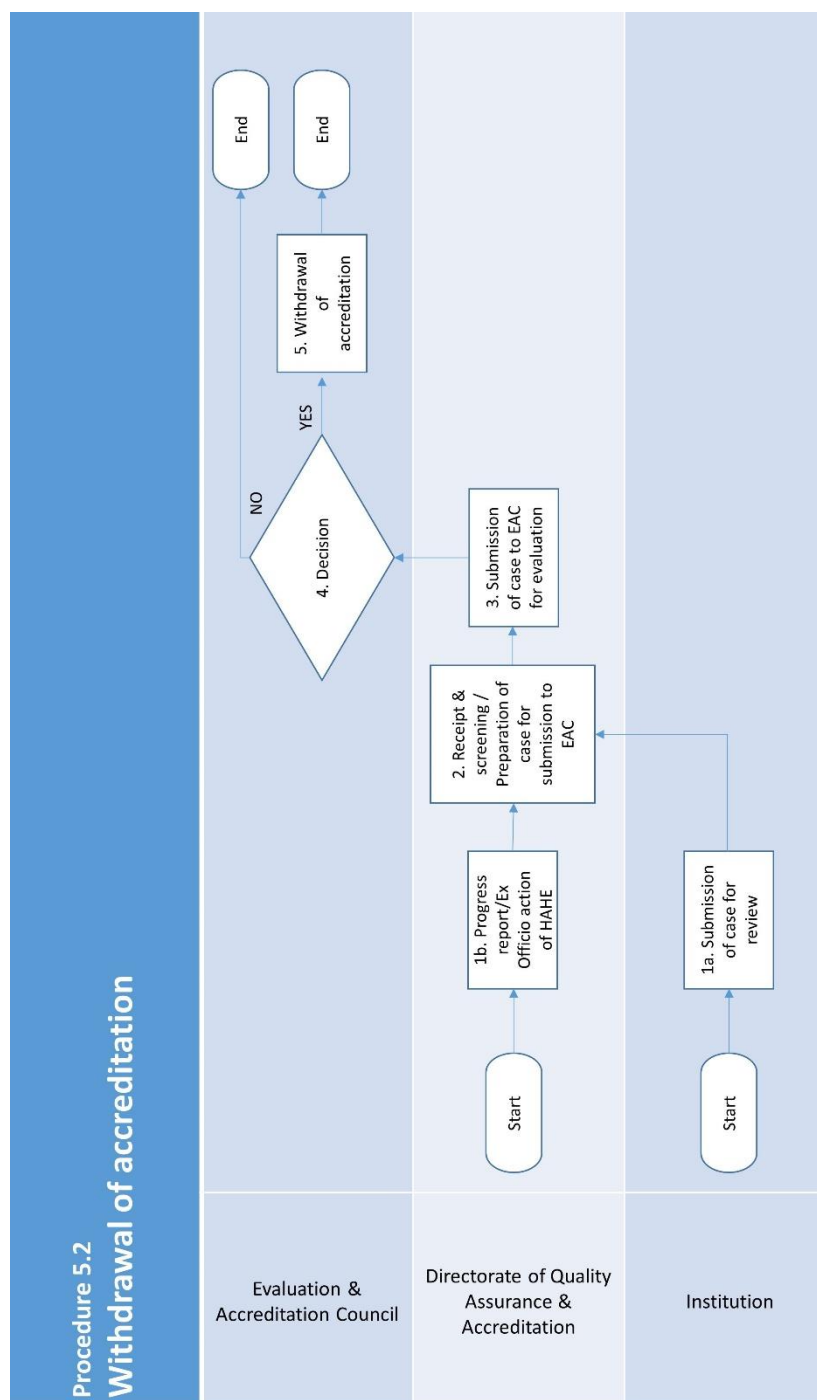 Procedure 5.2
Withdrawal of accreditation
Evaluation &
Accreditation Council
End
End
5. Withdrawal
of
accreditation
YES
NO
4. Decision
Directorate of Quality
Assurance &
Accreditation
Start
1b. Progress
report/Ex
Officio action
of HAHE
2. Receipt &
screening /
Preparation of
case for
submission to
EAC
3. Submission
of case to EAC
for evaluation
Institution
Start
1a. Submission
of case for
review